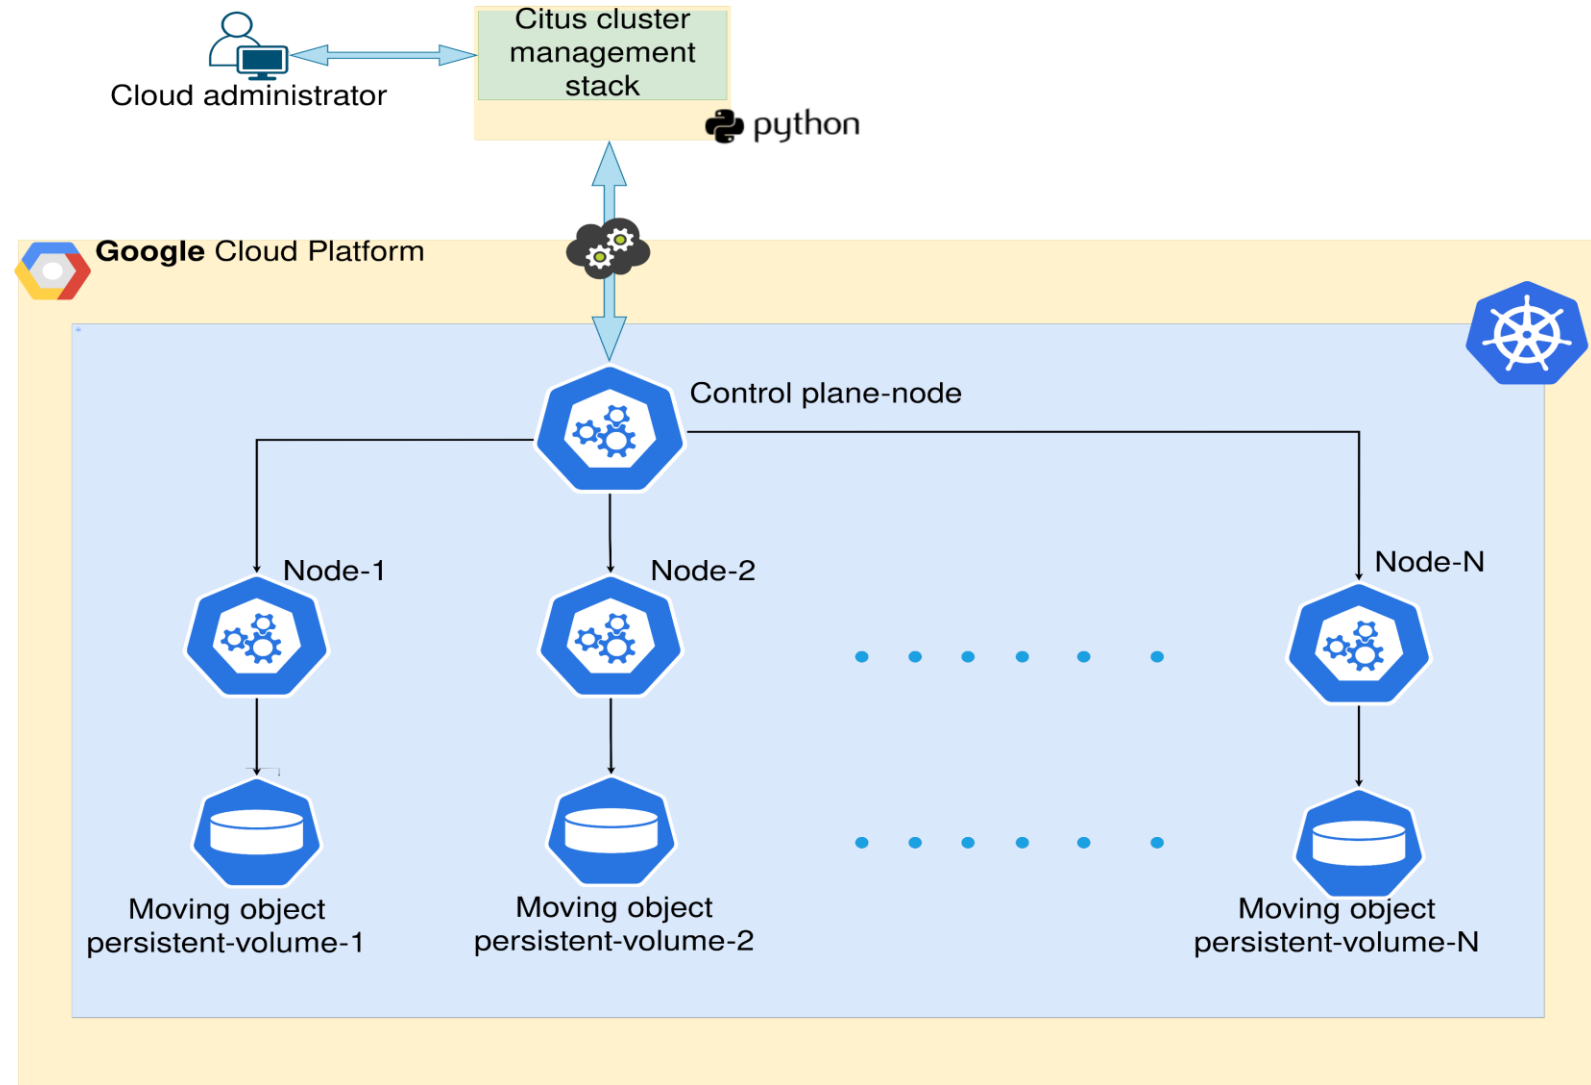 Citus cluster
management
stack
Cloud administrator
python
Google Cloud Platform
Control plane-node
Node-1
Node-2
Node-N
Moving object
persistent-volume-1
Moving object
persistent-volume-2
Moving object
persistent-volume-N